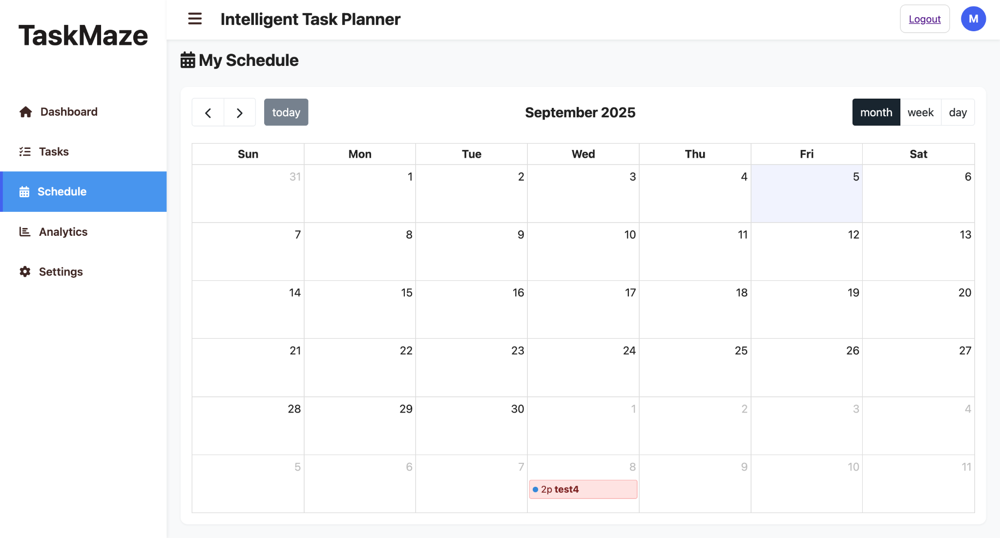 TaskMaze
Intelligent Task Planner
Logout
M
Dashboard
Tasks
Schedule
Analytics
Settings
My Schedule
today
September 2025
month week day
Sun Mon Tue Wed Thu Fri Sat
31 1 2 3 4 5 6
7 8 9 10 11 12 13
14 15 16 17 18 19 20
21 22 23 24 25 26 27
28 29 30 1 2 3 4
5 6 7 8 9 10 11
2p test4